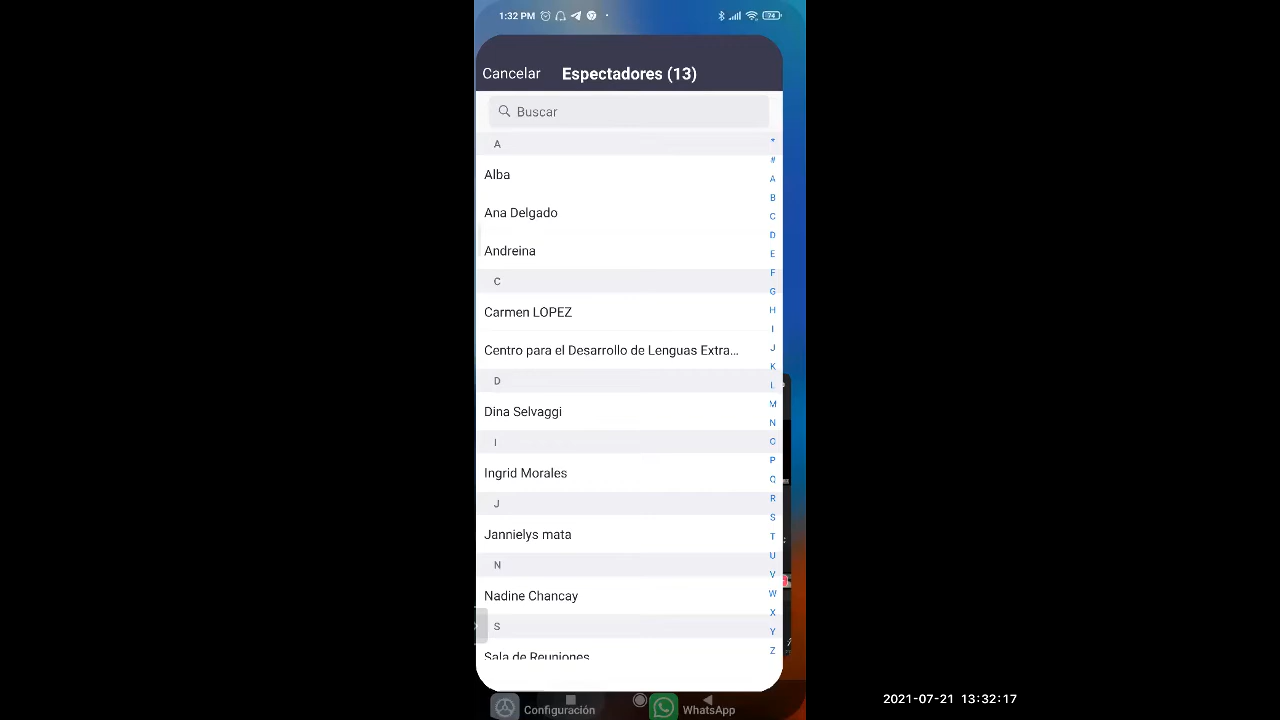 1:32 PM
74
Cancelar
Espectadores (13)
Buscar
A
Alba
Ana Delgado
Andreina
C
Carmen LOPEZ
Centro para el Desarrollo de Lenguas Extra...
D
Dina Selvaggi
I
Ingrid Morales
J
Jannielys mata
N
Nadine Chancay
S
Sala de Reuniones
*
#
A
B
C
D
E
F
G
H
I
J
K
L
M
N
O
P
Q
R
S
T
U
V
W
X
Y
Z
Configuración
WhatsApp
2021-07-21 13:32:17